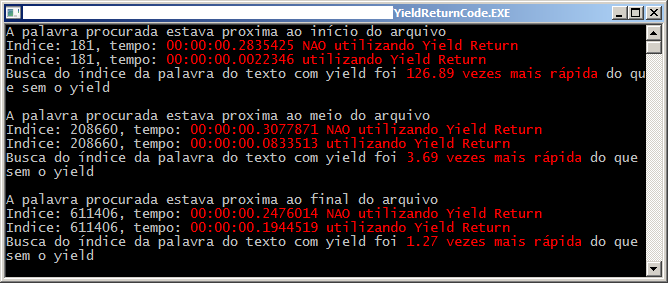 YieldReturnCode.EXE
A palavra procurada estava proxima ao início do arquivo
Indice: 181, tempo: 00:00:00.2835425 NAO utilizando Yield Return
Indice: 181, tempo: 00:00:00.0022346 utilizando Yield Return
Busca do índice da palavra do texto com yield foi 126.89 vezes mais rápida do qu
e sem o yield
A palavra procurada estava proxima ao meio do arquivo
Indice: 208660, tempo: 00:00:00.3077871 NAO utilizando Yield Return
Indice: 208660, tempo: 00:00:00.0833513 utilizando Yield Return
Busca do índice da palavra do texto com yield foi 3.69 vezes mais rápida do que
sem o yield
A palavra procurada estava proxima ao final do arquivo
Indice: 611406, tempo: 00:00:00.2476014 NAO utilizando Yield Return
Indice: 611406, tempo: 00:00:00.1944519 utilizando Yield Return
Busca do índice da palavra do texto com yield foi 1.27 vezes mais rápida do que
sem o yield